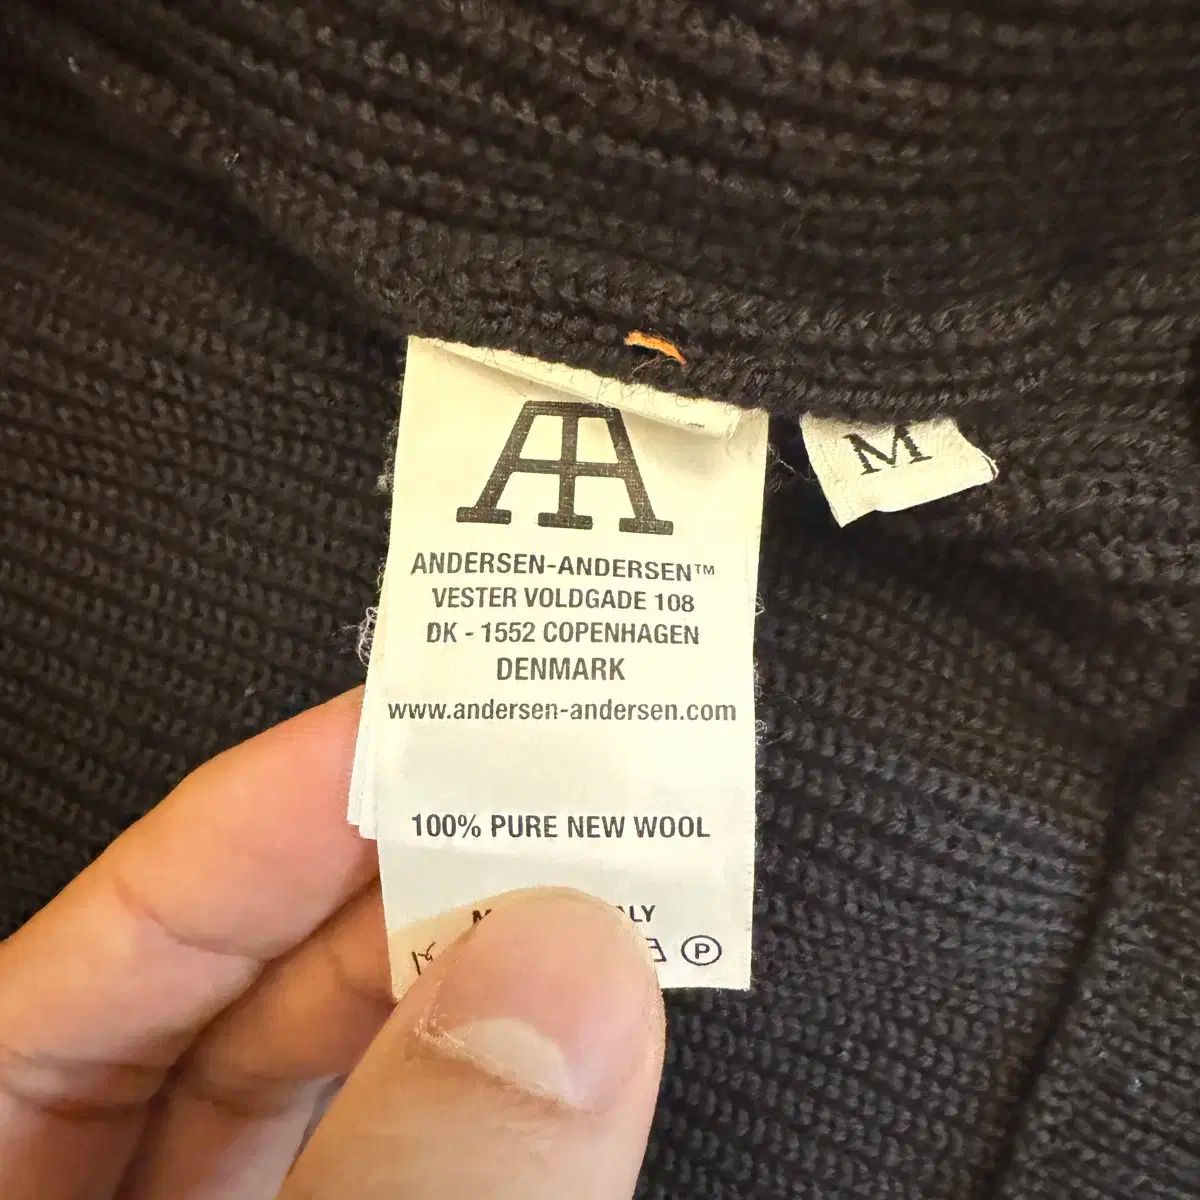 M
ANDERSEN-ANDERSEN™
VESTER VOLDGADE 108
DK - 1552 COPENHAGEN
DENMARK
www.andersen-andersen.com
100% PURE NEW WOOL
P